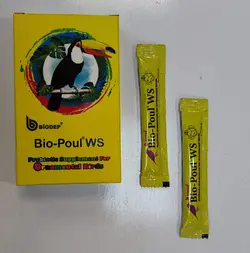 BIODEP®
Bio-Poul® WS
Probiotic Supplement For
Ornamental Birds
Bio-Poul® WS
Bio-Poul® WS